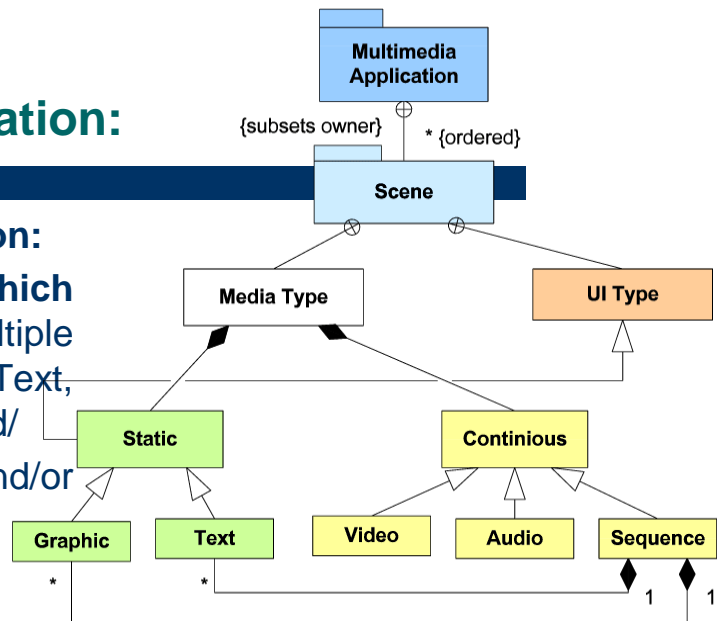 Multimedia
Application
ation:
{subsets owner}
* {ordered}
Scene
on:
hich
ltiple
Text,
d/
nd/or
Media Type
UI Type
Static
Continious
Graphic
Text
Video
Audio
Sequence
*
*
1
1